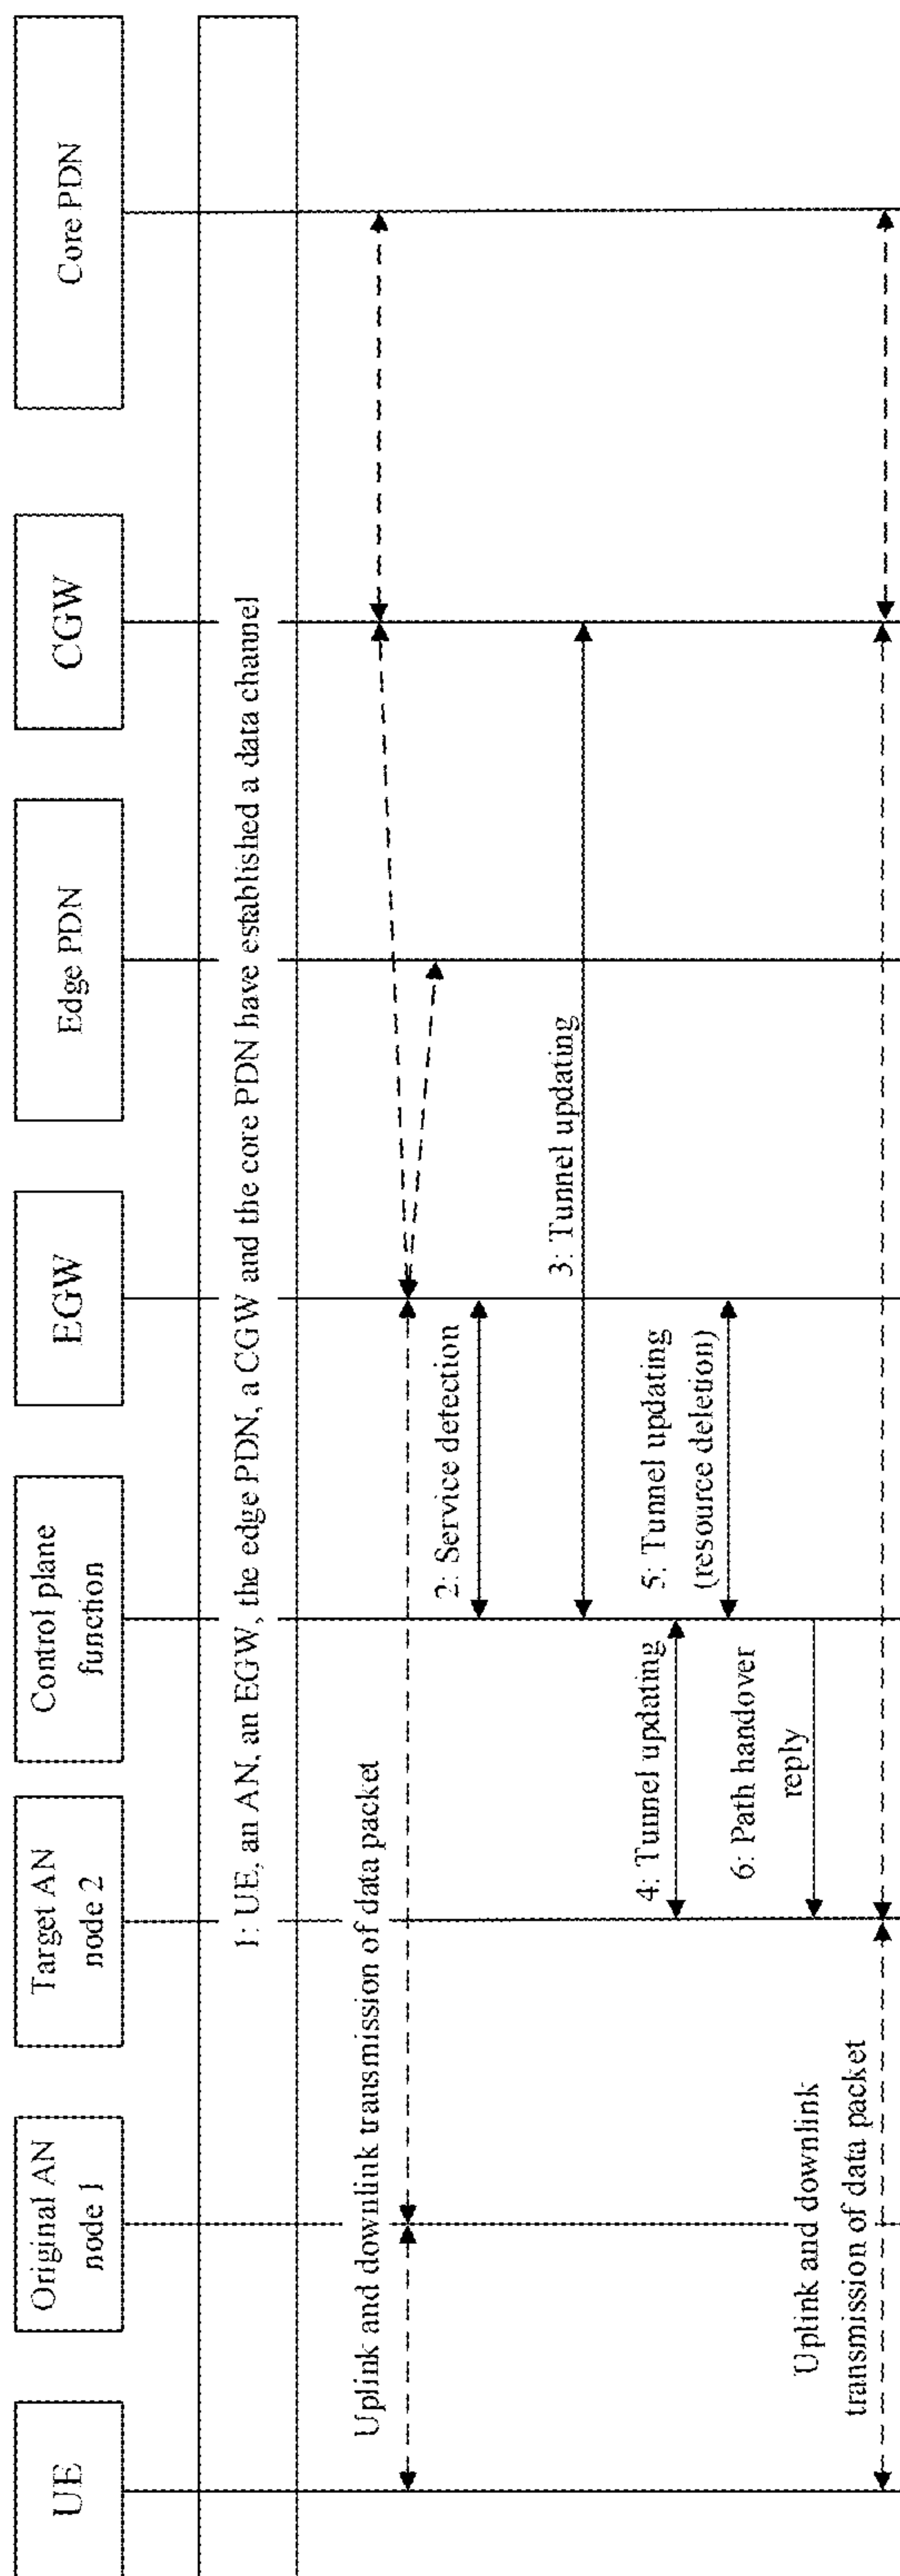 UE
Original AN
node 1
Target AN
node 2
Control plane
function
EGW
Edge PDN
CGW
Core PDN
1: UE, an AN, an EGW, the edge PDN, a CGW and the core PDN have established a data channel
Uplink and downlink transmission of data packet
2: Service detection
3: Tunnel updating
4: Tunnel updating
5: Tunnel updating
(resource deletion)
6: Path handover
reply
Uplink and downlink
transmission of data packet